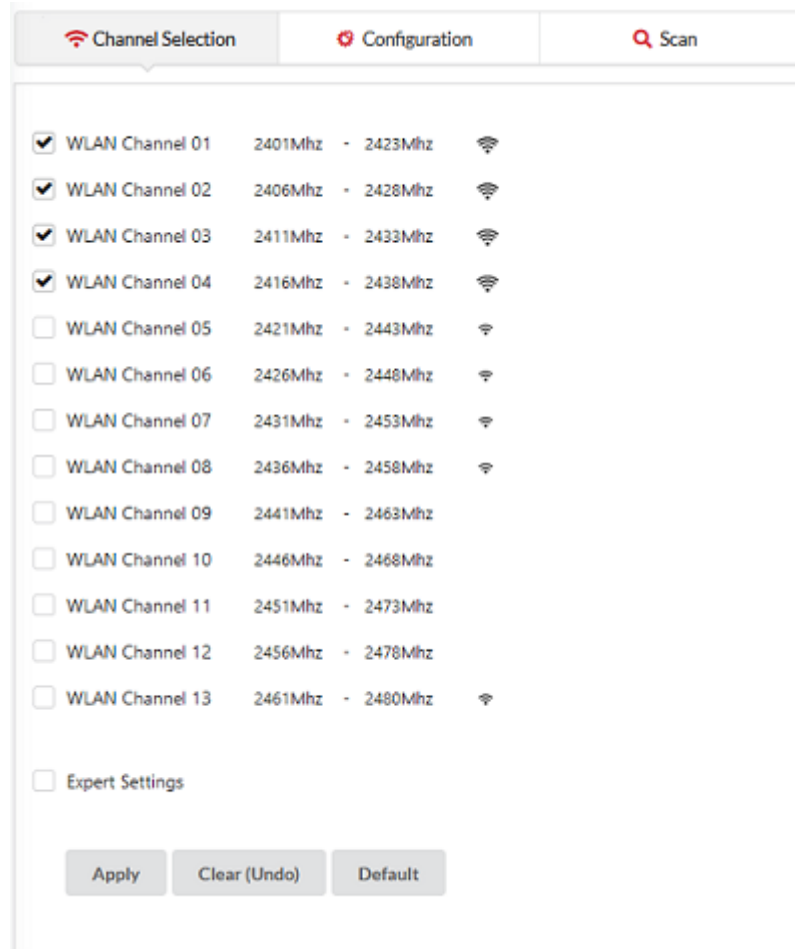 Channel Selection Configuration Scan
WLAN Channel 01 2401Mhz - 2423Mhz
WLAN Channel 02 2406Mhz - 2428Mhz
WLAN Channel 03 2411Mhz - 2433Mhz
WLAN Channel 04 2416Mhz - 2438Mhz
WLAN Channel 05 2421Mhz - 2443Mhz
WLAN Channel 06 2426Mhz - 2448Mhz
WLAN Channel 07 2431Mhz - 2453Mhz
WLAN Channel 08 2436Mhz - 2458Mhz
WLAN Channel 09 2441Mhz - 2463Mhz
WLAN Channel 10 2446Mhz - 2468Mhz
WLAN Channel 11 2451Mhz - 2473Mhz
WLAN Channel 12 2456Mhz - 2478Mhz
WLAN Channel 13 2461Mhz - 2480Mhz
Expert Settings
Apply Clear (Undo) Default